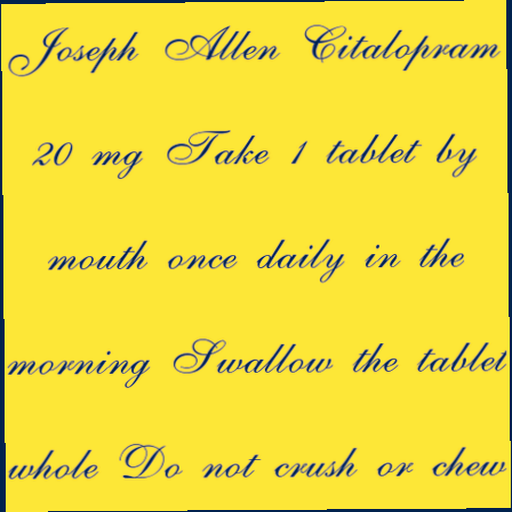 Joseph Allen Citalopram
20 mg Take 1 tablet by
mouth once daily in the
morning Swallow the tablet
whole Do not crush or chew